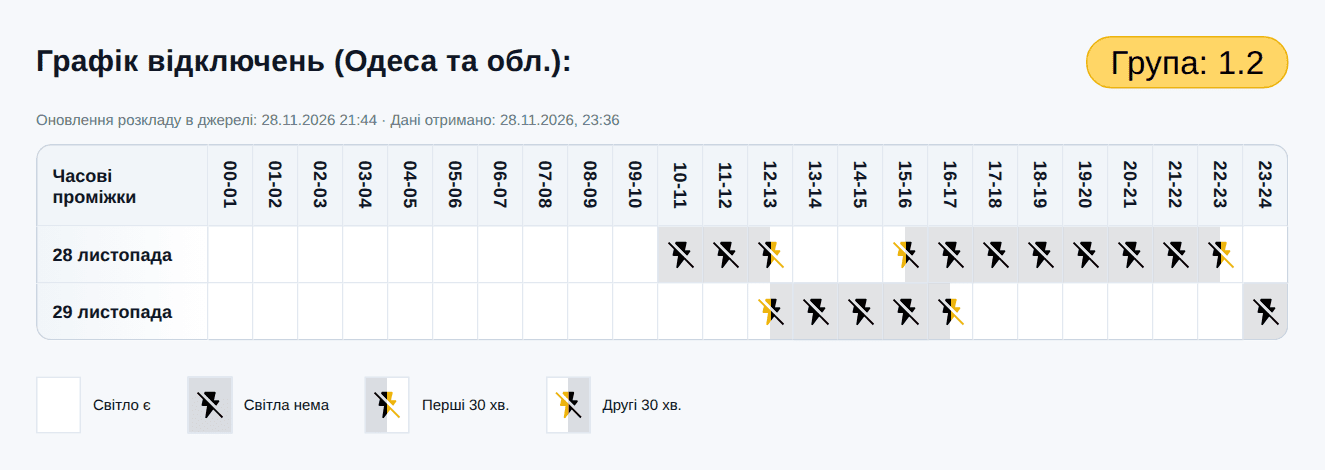 Графік відключень (Одеса та обл.):
Група: 1.2
Оновлення розкладу в джерелі: 28.11.2026 21:44 · Дані отримано: 28.11.2026, 23:36
Часові
проміжки
00-01
01-02
02-03
03-04
04-05
05-06
06-07
07-08
08-09
09-10
10-11
11-12
12-13
13-14
14-15
15-16
16-17
17-18
18-19
19-20
20-21
21-22
22-23
23-24
28 листопада
29 листопада
Світло є
Світла нема
Перші 30 хв.
Другі 30 хв.